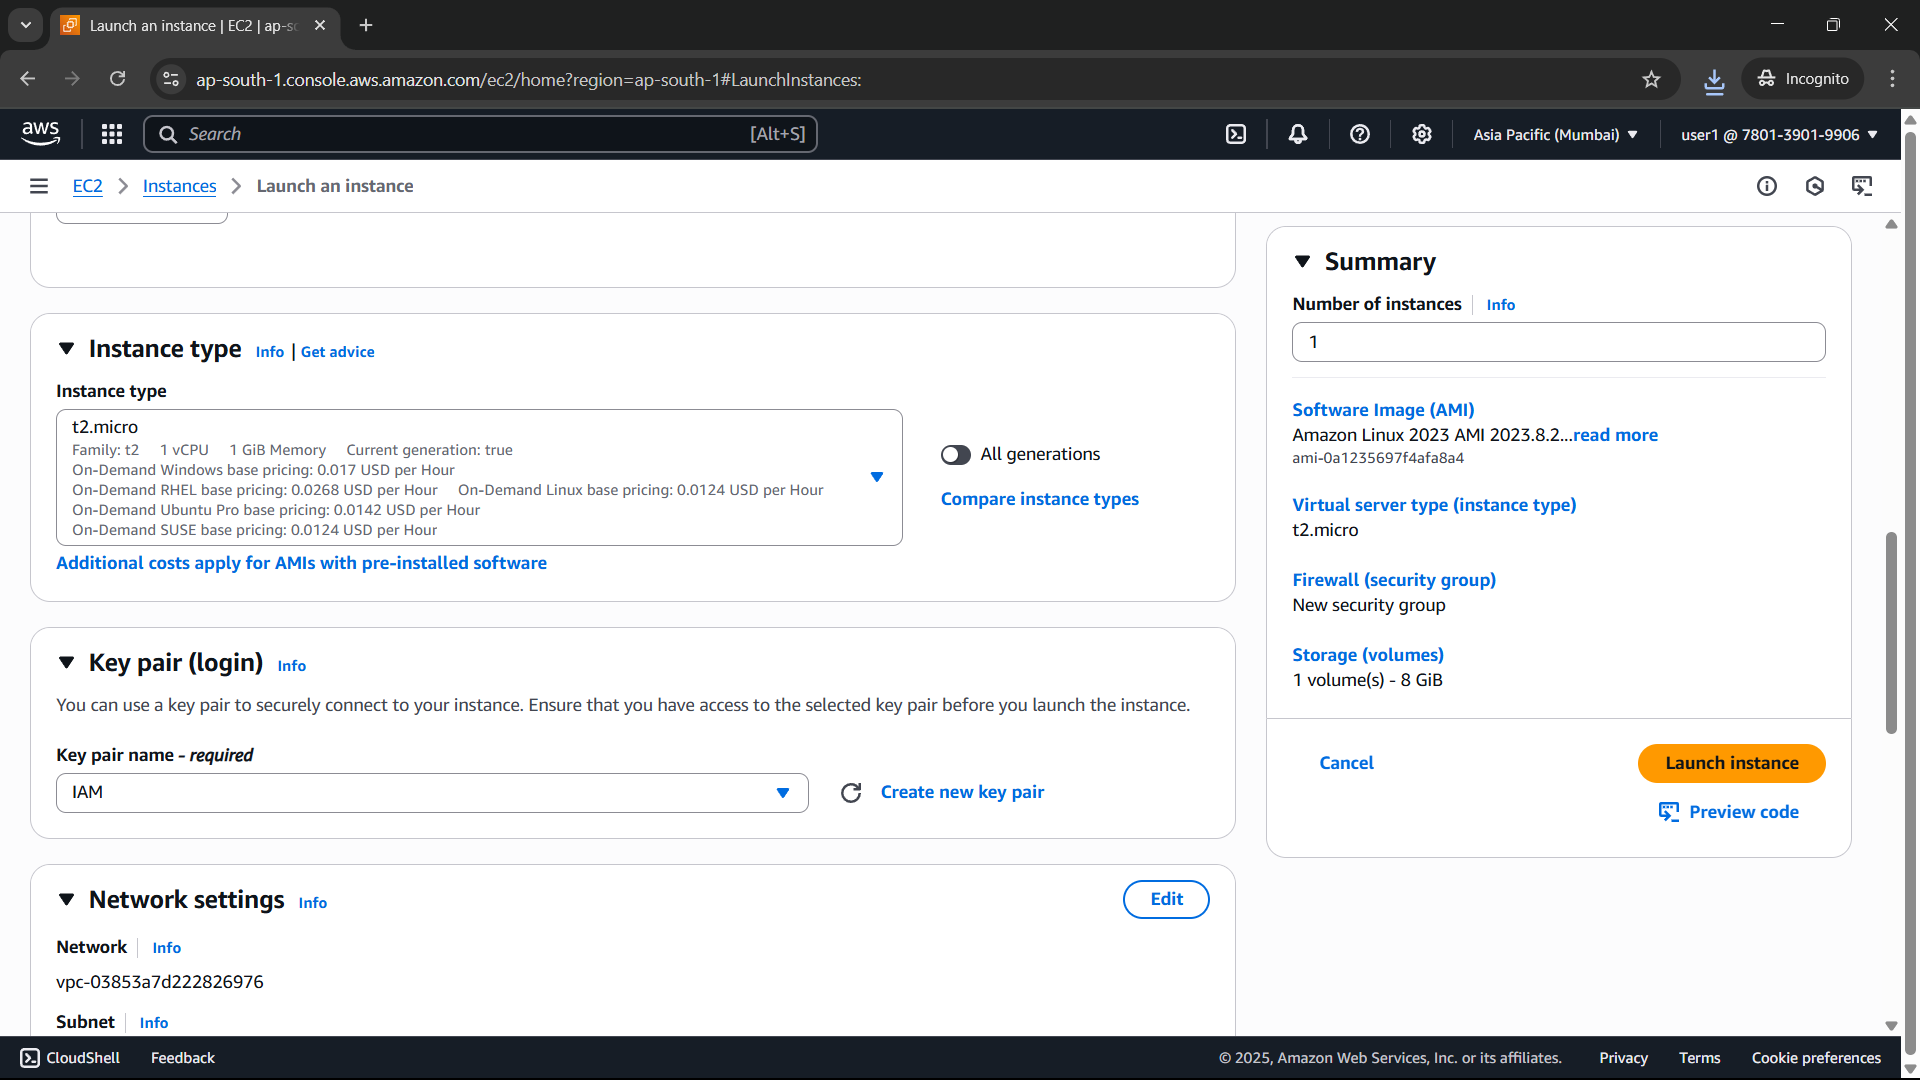 Launch an instance | EC2 | ap-so
ap-south-1.console.aws.amazon.com/ec2/home?region=ap-south-1#LaunchInstances:
Incognito
aws
Search
[Alt+S]
Asia Pacific (Mumbai)
user1 @ 7801-3901-9906
EC2
Instances
Launch an instance
Instance type
Info | Get advice
Instance type
t2.micro
Family: t2 1 vCPU 1 GiB Memory Current generation: true
On-Demand Windows base pricing: 0.017 USD per Hour
On-Demand RHEL base pricing: 0.0268 USD per Hour On-Demand Linux base pricing: 0.0124 USD per Hour
On-Demand Ubuntu Pro base pricing: 0.0142 USD per Hour
On-Demand SUSE base pricing: 0.0124 USD per Hour
All generations
Compare instance types
Additional costs apply for AMIs with pre-installed software
Key pair (login) Info
You can use a key pair to securely connect to your instance. Ensure that you have access to the selected key pair before you launch the instance.
Key pair name - required
IAM
Create new key pair
Network settings Info
Edit
Network Info
vpc-03853a7d222826976
Subnet Info
Summary
Number of instances Info
1
Software Image (AMI)
Amazon Linux 2023 AMI 2023.8.2...read more
ami-0a1235697f4afa8a4
Virtual server type (instance type)
t2.micro
Firewall (security group)
New security group
Storage (volumes)
1 volume(s) - 8 GiB
Cancel
Launch instance
Preview code
CloudShell
Feedback
© 2025, Amazon Web Services, Inc. or its affiliates.
Privacy
Terms
Cookie preferences